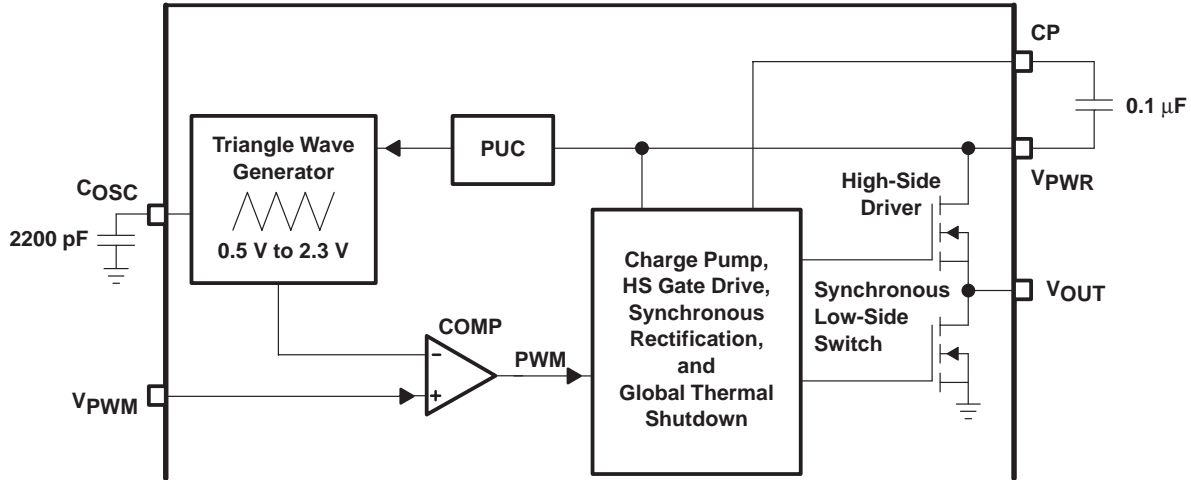 CP
0.1 μF
Triangle Wave
Generator
0.5 V to 2.3 V
PUC
COSC
2200 pF
VPWR
High-Side
Driver
Charge Pump,
HS Gate Drive,
Synchronous
Rectification,
and
Global Thermal
Shutdown
Synchronous
Low-Side
Switch
VOUT
COMP
–
+
PWM
VPWM